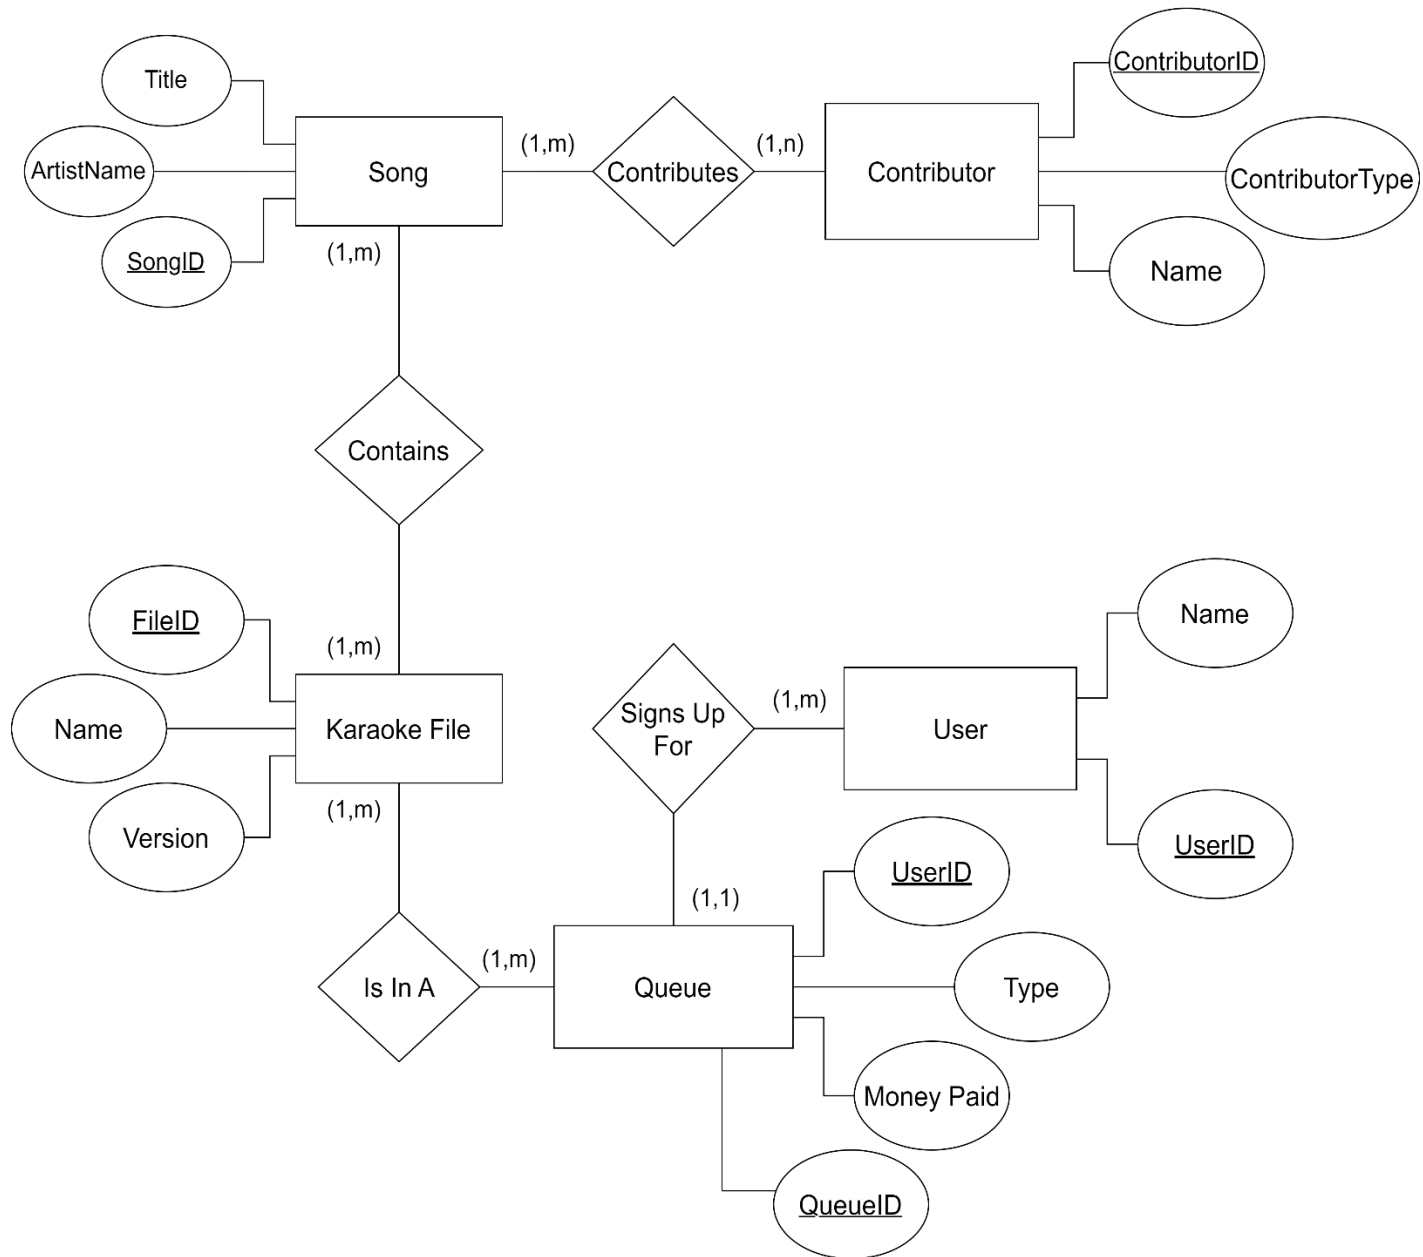 ContributorID
Title
(1,m)
(1,n)
ArtistName
Song
Contributes
Contributor
ContributorType
(1,m)
SongID
Name
Contains
FileID
Name
(1,m)
(1,m)
Signs Up
For
Name
Karaoke File
User
(1,m)
Version
UserID
UserID
(1,1)
(1,m)
Is In A
Queue
Type
Money Paid
QueueID